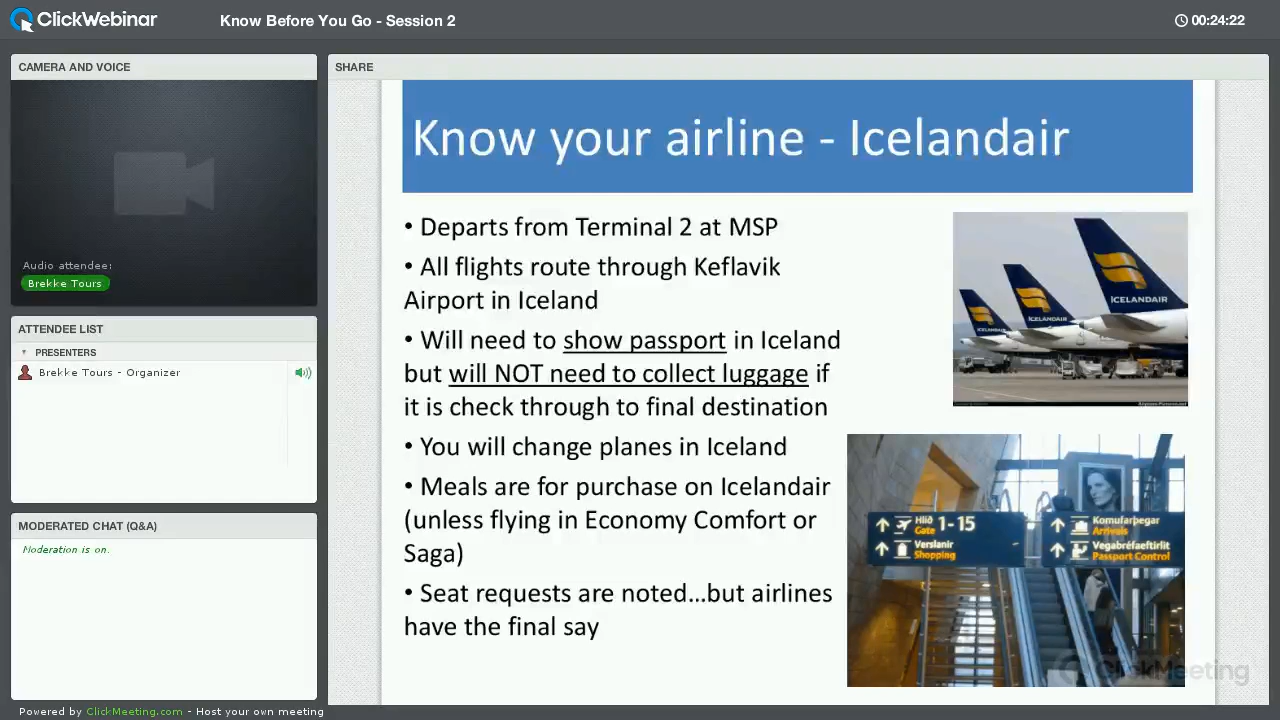 ClickWebinar
Know Before You Go - Session 2
00:24:22
CAMERA AND VOICE
Audio attendee:
Brekke Tours
ATTENDEE LIST
PRESENTERS
Brekke Tours - Organizer
MODERATED CHAT (Q&A)
Moderation is on.
Powered by ClickMeeting.com - Host your own meeting
SHARE
Know your airline - Icelandair
• Departs from Terminal 2 at MSP
• All flights route through Keflavik
Airport in Iceland
• Will need to show passport in Iceland
but will NOT need to collect luggage if
it is check through to final destination
• You will change planes in Iceland
• Meals are for purchase on Icelandair
(unless flying in Economy Comfort or
Saga)
• Seat requests are noted…but airlines
have the final say
ICELANDAIR
ICELANDAIR
ICELANDAIR
Hlið 1-15
Gate
Verslanir
Shopping
Komufarþegar
Arrivals
Vegabréfaeftirlit
Passport Control
ClickMeeting